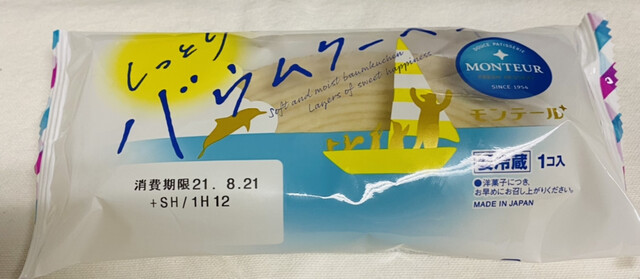 しっとり
バウムクーヘン
Soft and moist baumkuchen
Layers of sweet happiness
DOUCE PATISSERIE
MONTEUR
SINCE 1954
モンテール
消費期限21. 8.21
+SH/1H12
要冷蔵 1コ入
●洋菓子につき、
お早めにお召し上がりください。
MADE IN JAPAN